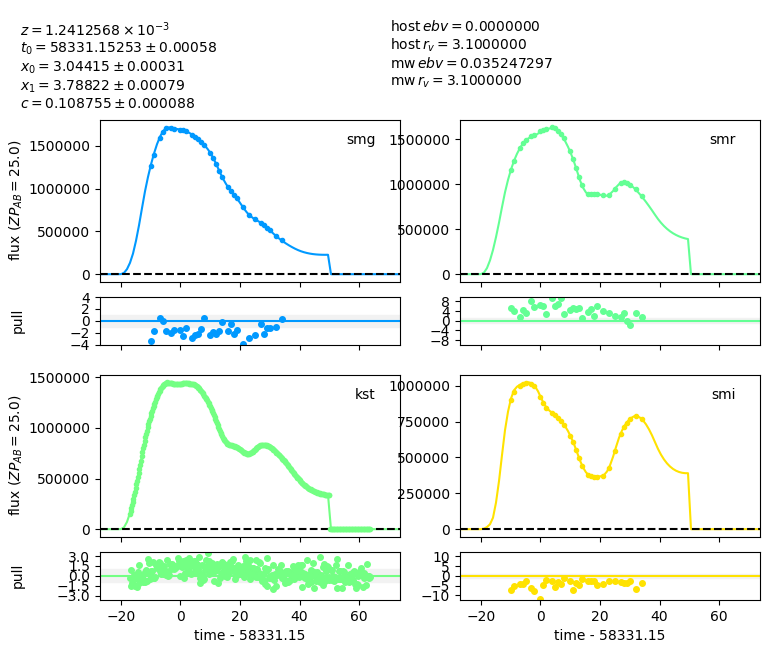 z = 1.2412568 × 10⁻³
t₀ = 58331.15253 ± 0.00058
x₀ = 3.04415 ± 0.00031
x₁ = 3.78822 ± 0.00079
c = 0.108755 ± 0.000088
host ebv = 0.0000000
host r_v = 3.1000000
mw ebv = 0.035247297
mw r_v = 3.1000000
smg
flux (ZP_AB = 25.0)
1500000
1000000
500000
0
smr
1500000
1000000
500000
0
pull
4
2
0
−2
−4
8
4
0
−4
−8
kst
flux (ZP_AB = 25.0)
1500000
1000000
500000
0
smi
1000000
750000
500000
250000
0
pull
3.0
1.5
0.0
−1.5
−3.0
−20 0 20 40 60
time - 58331.15
10
5
0
−5
−10
−20 0 20 40 60
time - 58331.15